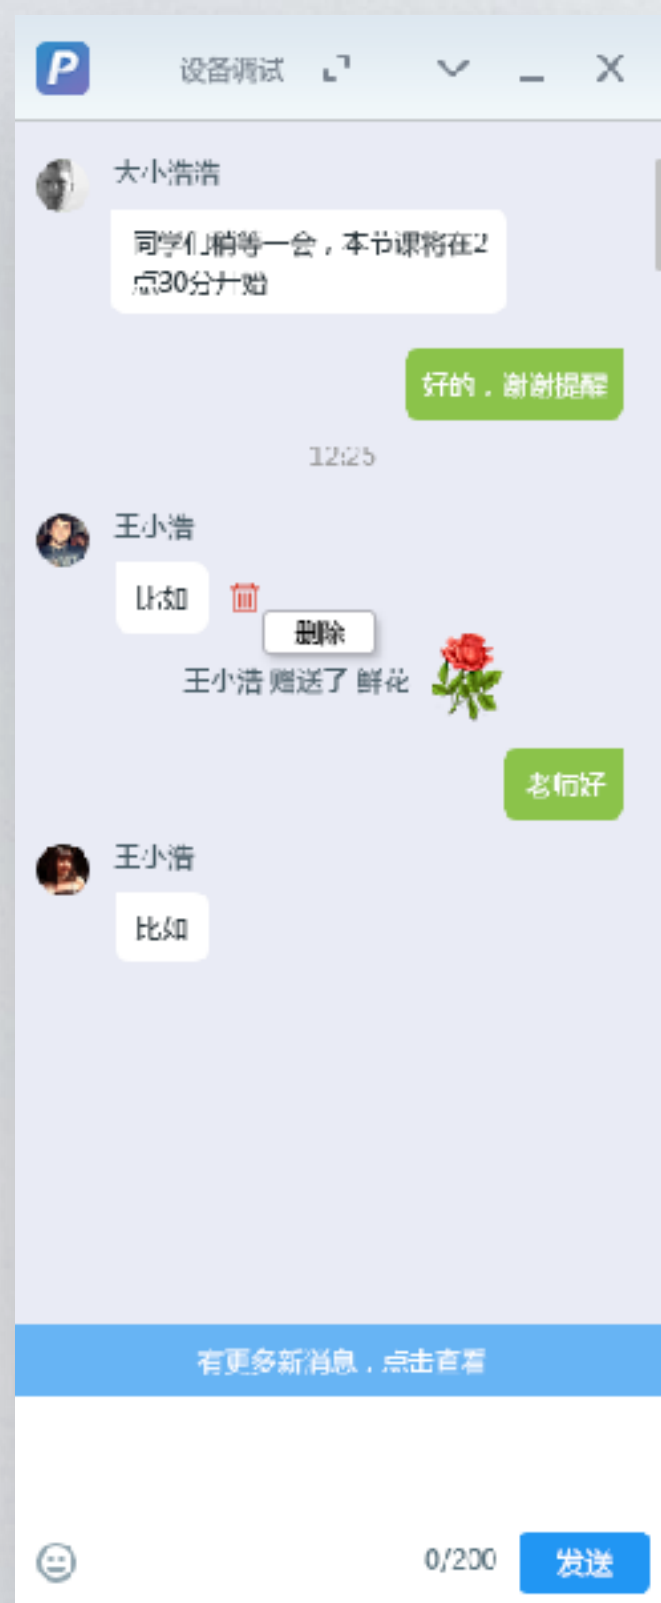 P
设备调试
大小浩浩
同学们稍等一会，本节课将在2
点30分开始
好的，谢谢提醒
12:25
王小浩
比如
删除
王小浩 赠送了 鲜花
老师好
王小浩
比如
有更多新消息，点击查看
0/200
发送